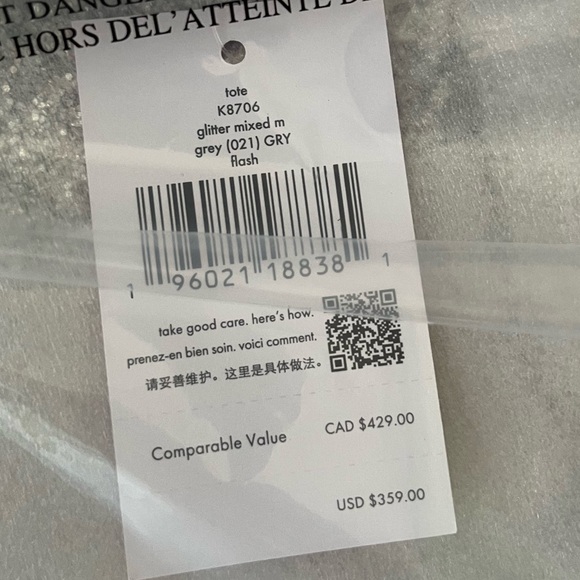 T DANGE
HORS DEL'ATTEINTE D
tote
K8706
glitter mixed m
grey (021) GRY
flash
1 96021 18838 1
take good care. here's how.
prenez-en bien soin. voici comment.
请妥善维护。这里是具体做法。
Comparable Value
CAD $429.00
USD $359.00